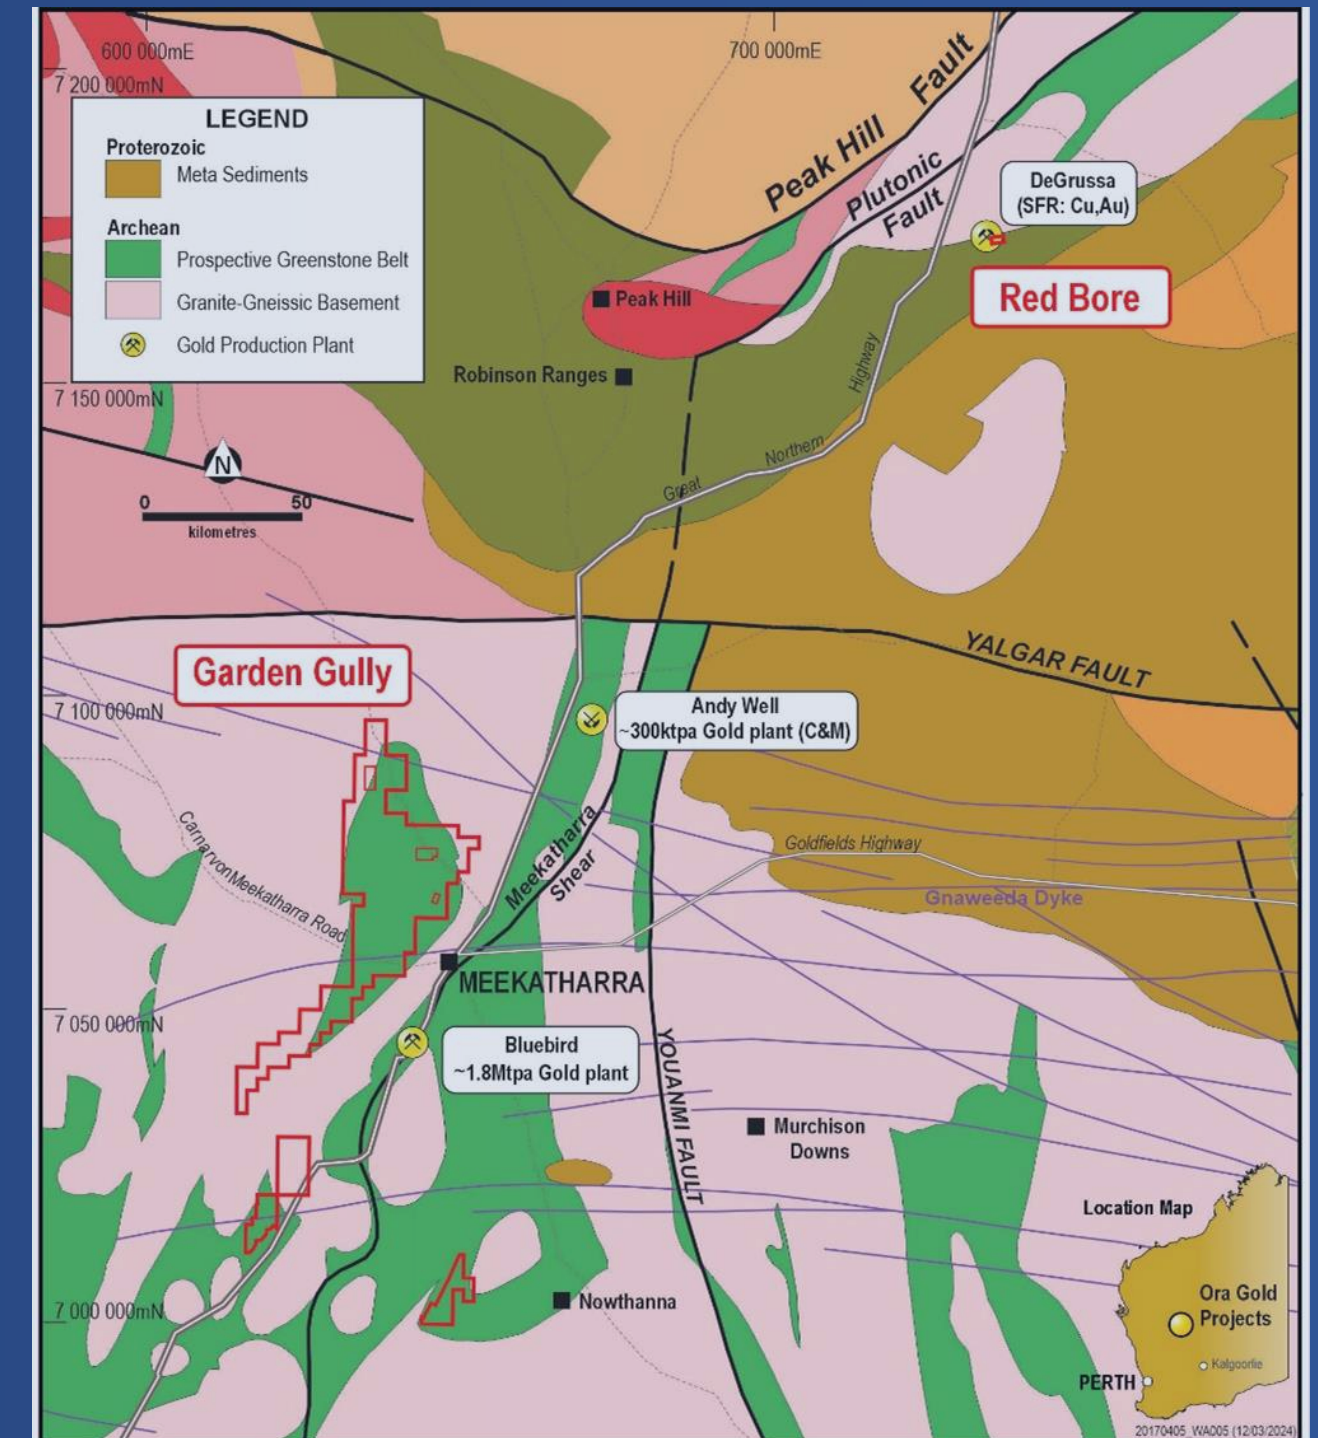 600 000mE
700 000mE
7 200 000mN
LEGEND
Proterozoic
Meta Sediments
Archean
Prospective Greenstone Belt
Granite-Gneissic Basement
Gold Production Plant
Peak Hill Fault
Plutonic
Fault
DeGrussa
(SFR: Cu,Au)
Red Bore
Peak Hill
Robinson Ranges
7 150 000mN
N
0 50
kilometres
Great Northern Highway
YALGAR FAULT
Garden Gully
7 100 000mN
Andy Well
~300ktpa Gold plant (C&M)
Carnarvon Meekatharra Road
Meekatharra
Shear
Goldfields Highway
Gnaweeda Dyke
MEEKATHARRA
7 050 000mN
Bluebird
~1.8Mtpa Gold plant
YOUANMI FAULT
Murchison
Downs
Location Map
Ora Gold
Projects
Kalgoorlie
PERTH
7 000 000mN
Nowthanna
20170405_WA005 (12/03/2024)